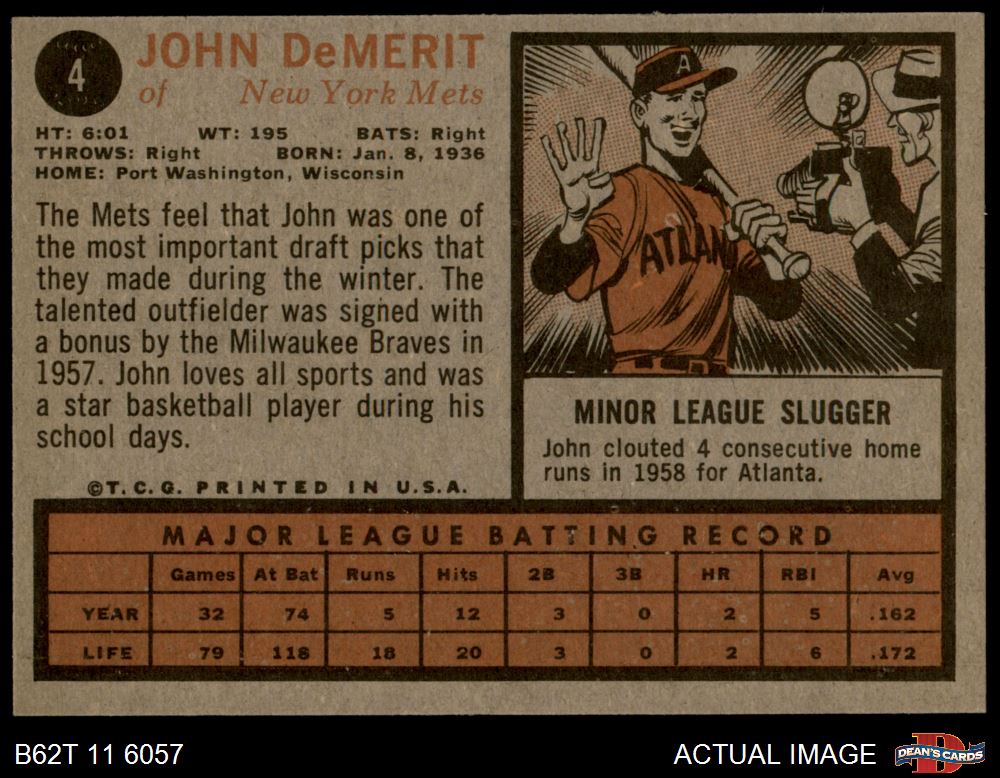 4
JOHN DeMERIT
of New York Mets
HT: 6:01 WT: 195 BATS: Right
THROWS: Right BORN: Jan. 8, 1936
HOME: Port Washington, Wisconsin
The Mets feel that John was one of
the most important draft picks that
they made during the winter. The
talented outfielder was signed with
a bonus by the Milwaukee Braves in
1957. John loves all sports and was
a star basketball player during his
school days.
©T.C.G. PRINTED IN U.S.A.
A
ATLAN
MINOR LEAGUE SLUGGER
John clouted 4 consecutive home
runs in 1958 for Atlanta.
MAJOR LEAGUE BATTING RECORD
Games At Bat Runs Hits 2B 3B HR RBI Avg
YEAR 32 74 5 12 3 0 2 5 .162
LIFE 79 118 18 20 3 0 2 6 .172
B62T 11 6057
ACTUAL IMAGE
D
DEAN'S CARDS